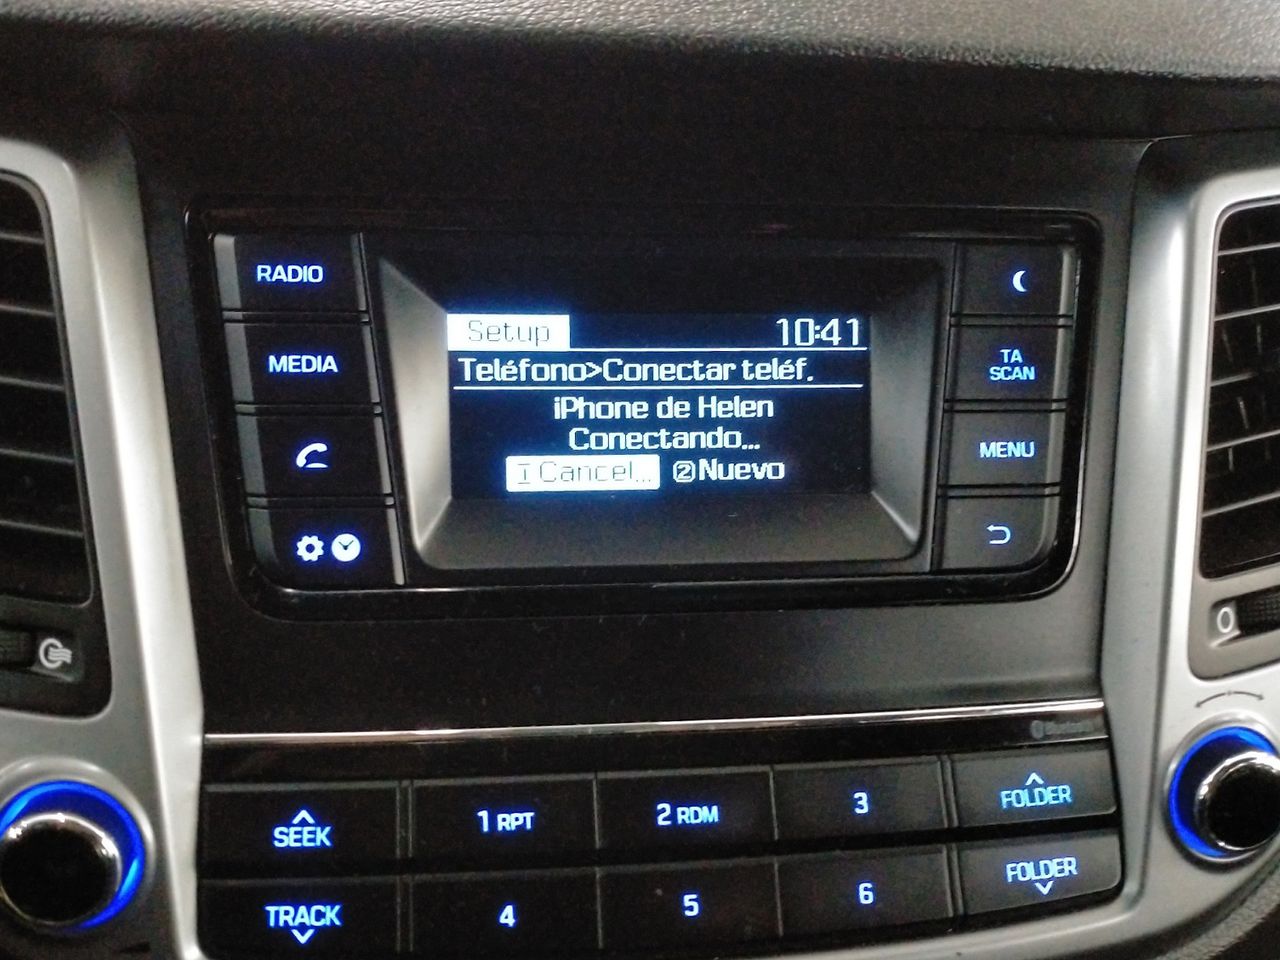 RADIO
MEDIA
Setup 10:41
Teléfono>Conectar teléf.
iPhone de Helen
Conectando...
1 Cancel... 2 Nuevo
TA
SCAN
MENU
0
SEEK
1 RPT
2 RDM
3
FOLDER
TRACK
4
5
6
FOLDER